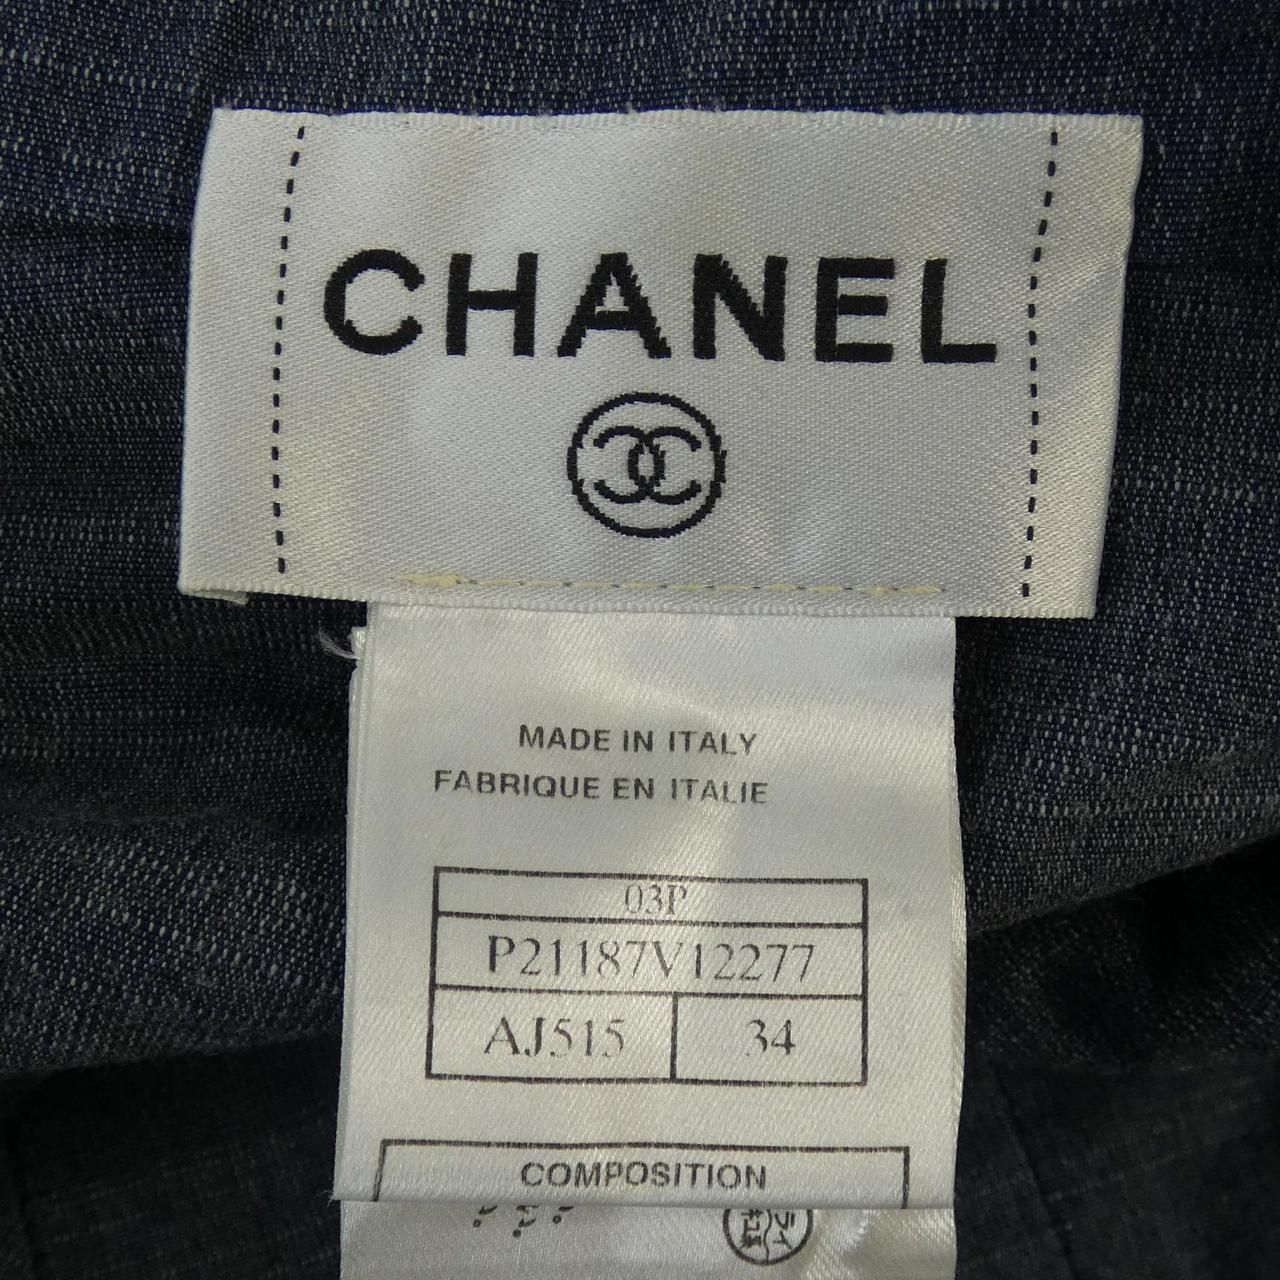 CHANEL
MADE IN ITALY
FABRIQUE EN ITALIE
03P
P21187V12277
AJ515 34
COMPOSITION